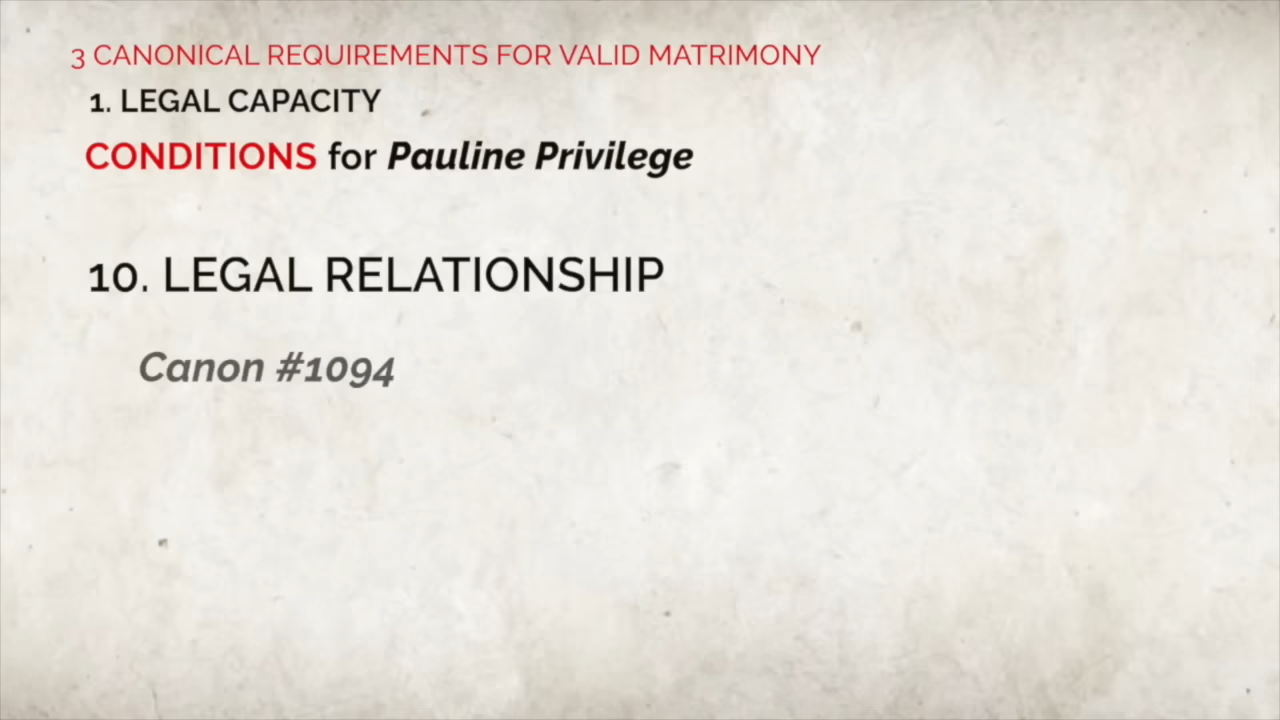 3 CANONICAL REQUIREMENTS FOR VALID MATRIMONY
1. LEGAL CAPACITY
CONDITIONS for Pauline Privilege
10. LEGAL RELATIONSHIP
Canon #1094